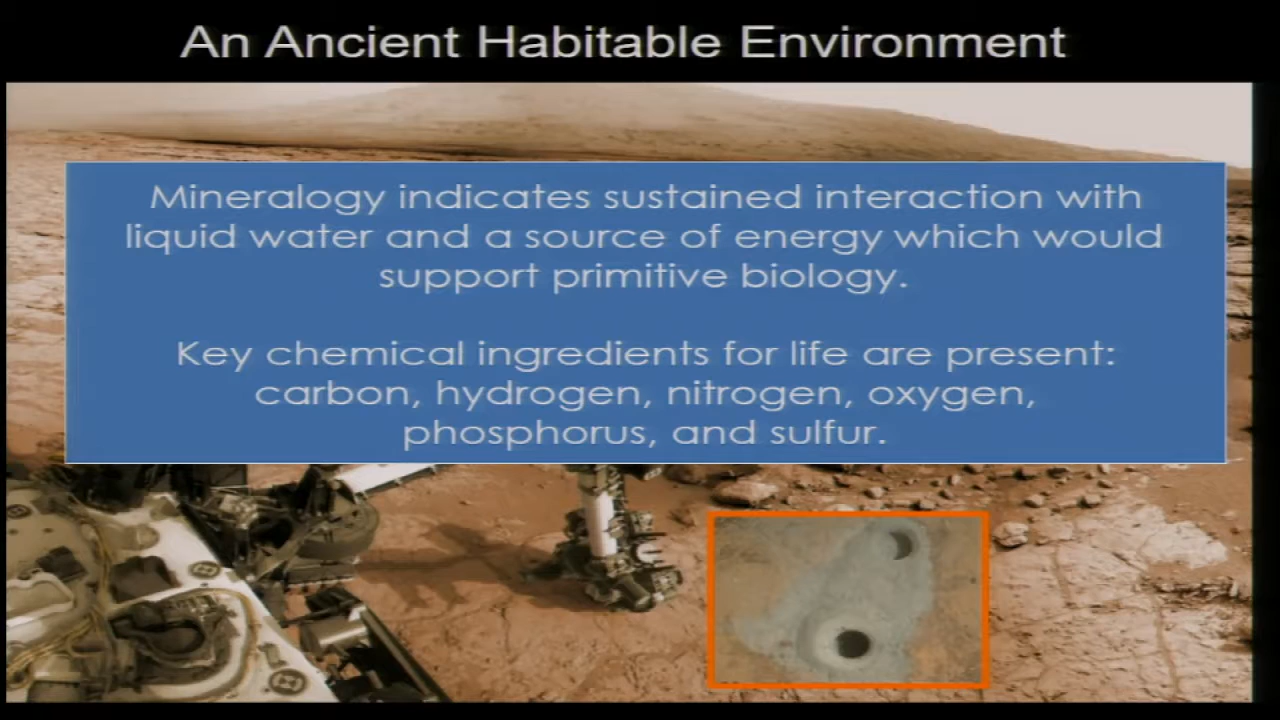 An Ancient Habitable Environment
Mineralogy indicates sustained interaction with
liquid water and a source of energy which would
support primitive biology.
Key chemical ingredients for life are present:
carbon, hydrogen, nitrogen, oxygen,
phosphorus, and sulfur.